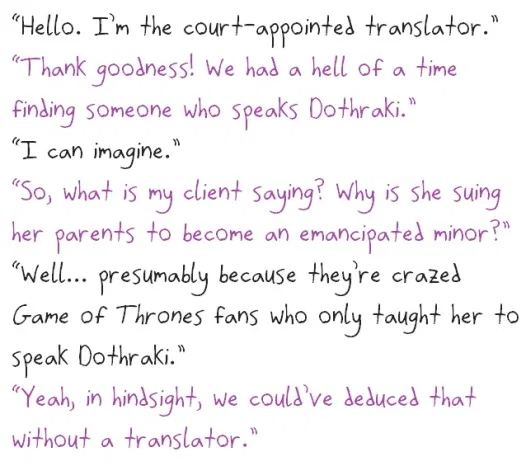 “Hello. I'm the court-appointed translator.”
“Thank goodness! We had a hell of a time
finding someone who speaks Dothraki.”
“I can imagine.”
“So, what is my client saying? Why is she suing
her parents to become an emancipated minor?”
“Well... presumably because they're crazed
Game of Thrones fans who only taught her to
speak Dothraki.”
“Yeah, in hindsight, we could've deduced that
without a translator.”